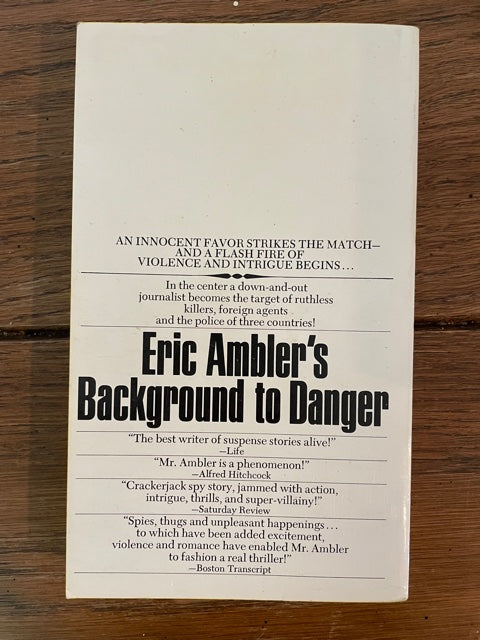 AN INNOCENT FAVOR STRIKES THE MATCH—
AND A FLASH FIRE OF
VIOLENCE AND INTRIGUE BEGINS...
In the center a down-and-out
journalist becomes the target of ruthless
killers, foreign agents
and the police of three countries!
Eric Ambler's
Background to Danger
"The best writer of suspense stories alive!"
—Life
"Mr. Ambler is a phenomenon!"
—Alfred Hitchcock
"Crackerjack spy story, jammed with action,
intrigue, thrills, and super-villainy!"
—Saturday Review
"Spies, thugs and unpleasant happenings...
to which have been added excitement,
violence and romance have enabled Mr. Ambler
to fashion a real thriller!"
—Boston Transcript